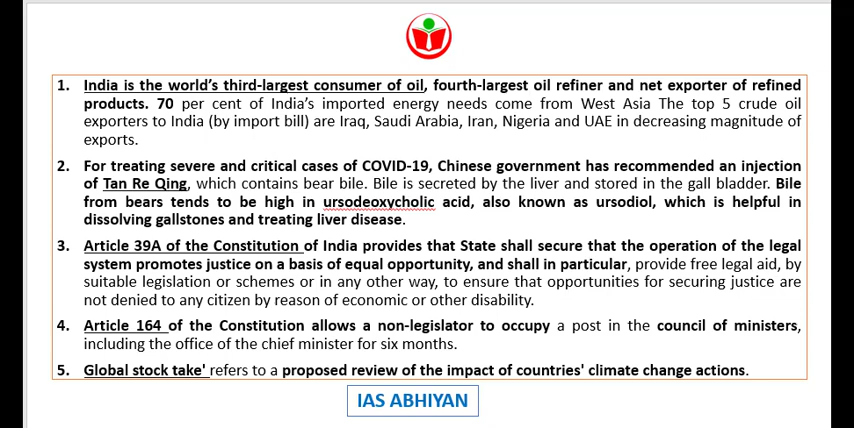 1. India is the world's third-largest consumer of oil, fourth-largest oil refiner and net exporter of refined
products. 70 per cent of India's imported energy needs come from West Asia The top 5 crude oil
exporters to India (by import bill) are Iraq, Saudi Arabia, Iran, Nigeria and UAE in decreasing magnitude of
exports.
2. For treating severe and critical cases of COVID-19, Chinese government has recommended an injection
of Tan Re Qing, which contains bear bile. Bile is secreted by the liver and stored in the gall bladder. Bile
from bears tends to be high in ursodeoxycholic acid, also known as ursodiol, which is helpful in
dissolving gallstones and treating liver disease.
3. Article 39A of the Constitution of India provides that State shall secure that the operation of the legal
system promotes justice on a basis of equal opportunity, and shall in particular, provide free legal aid, by
suitable legislation or schemes or in any other way, to ensure that opportunities for securing justice are
not denied to any citizen by reason of economic or other disability.
4. Article 164 of the Constitution allows a non-legislator to occupy a post in the council of ministers,
including the office of the chief minister for six months.
5. Global stock take' refers to a proposed review of the impact of countries' climate change actions.
IAS ABHIYAN